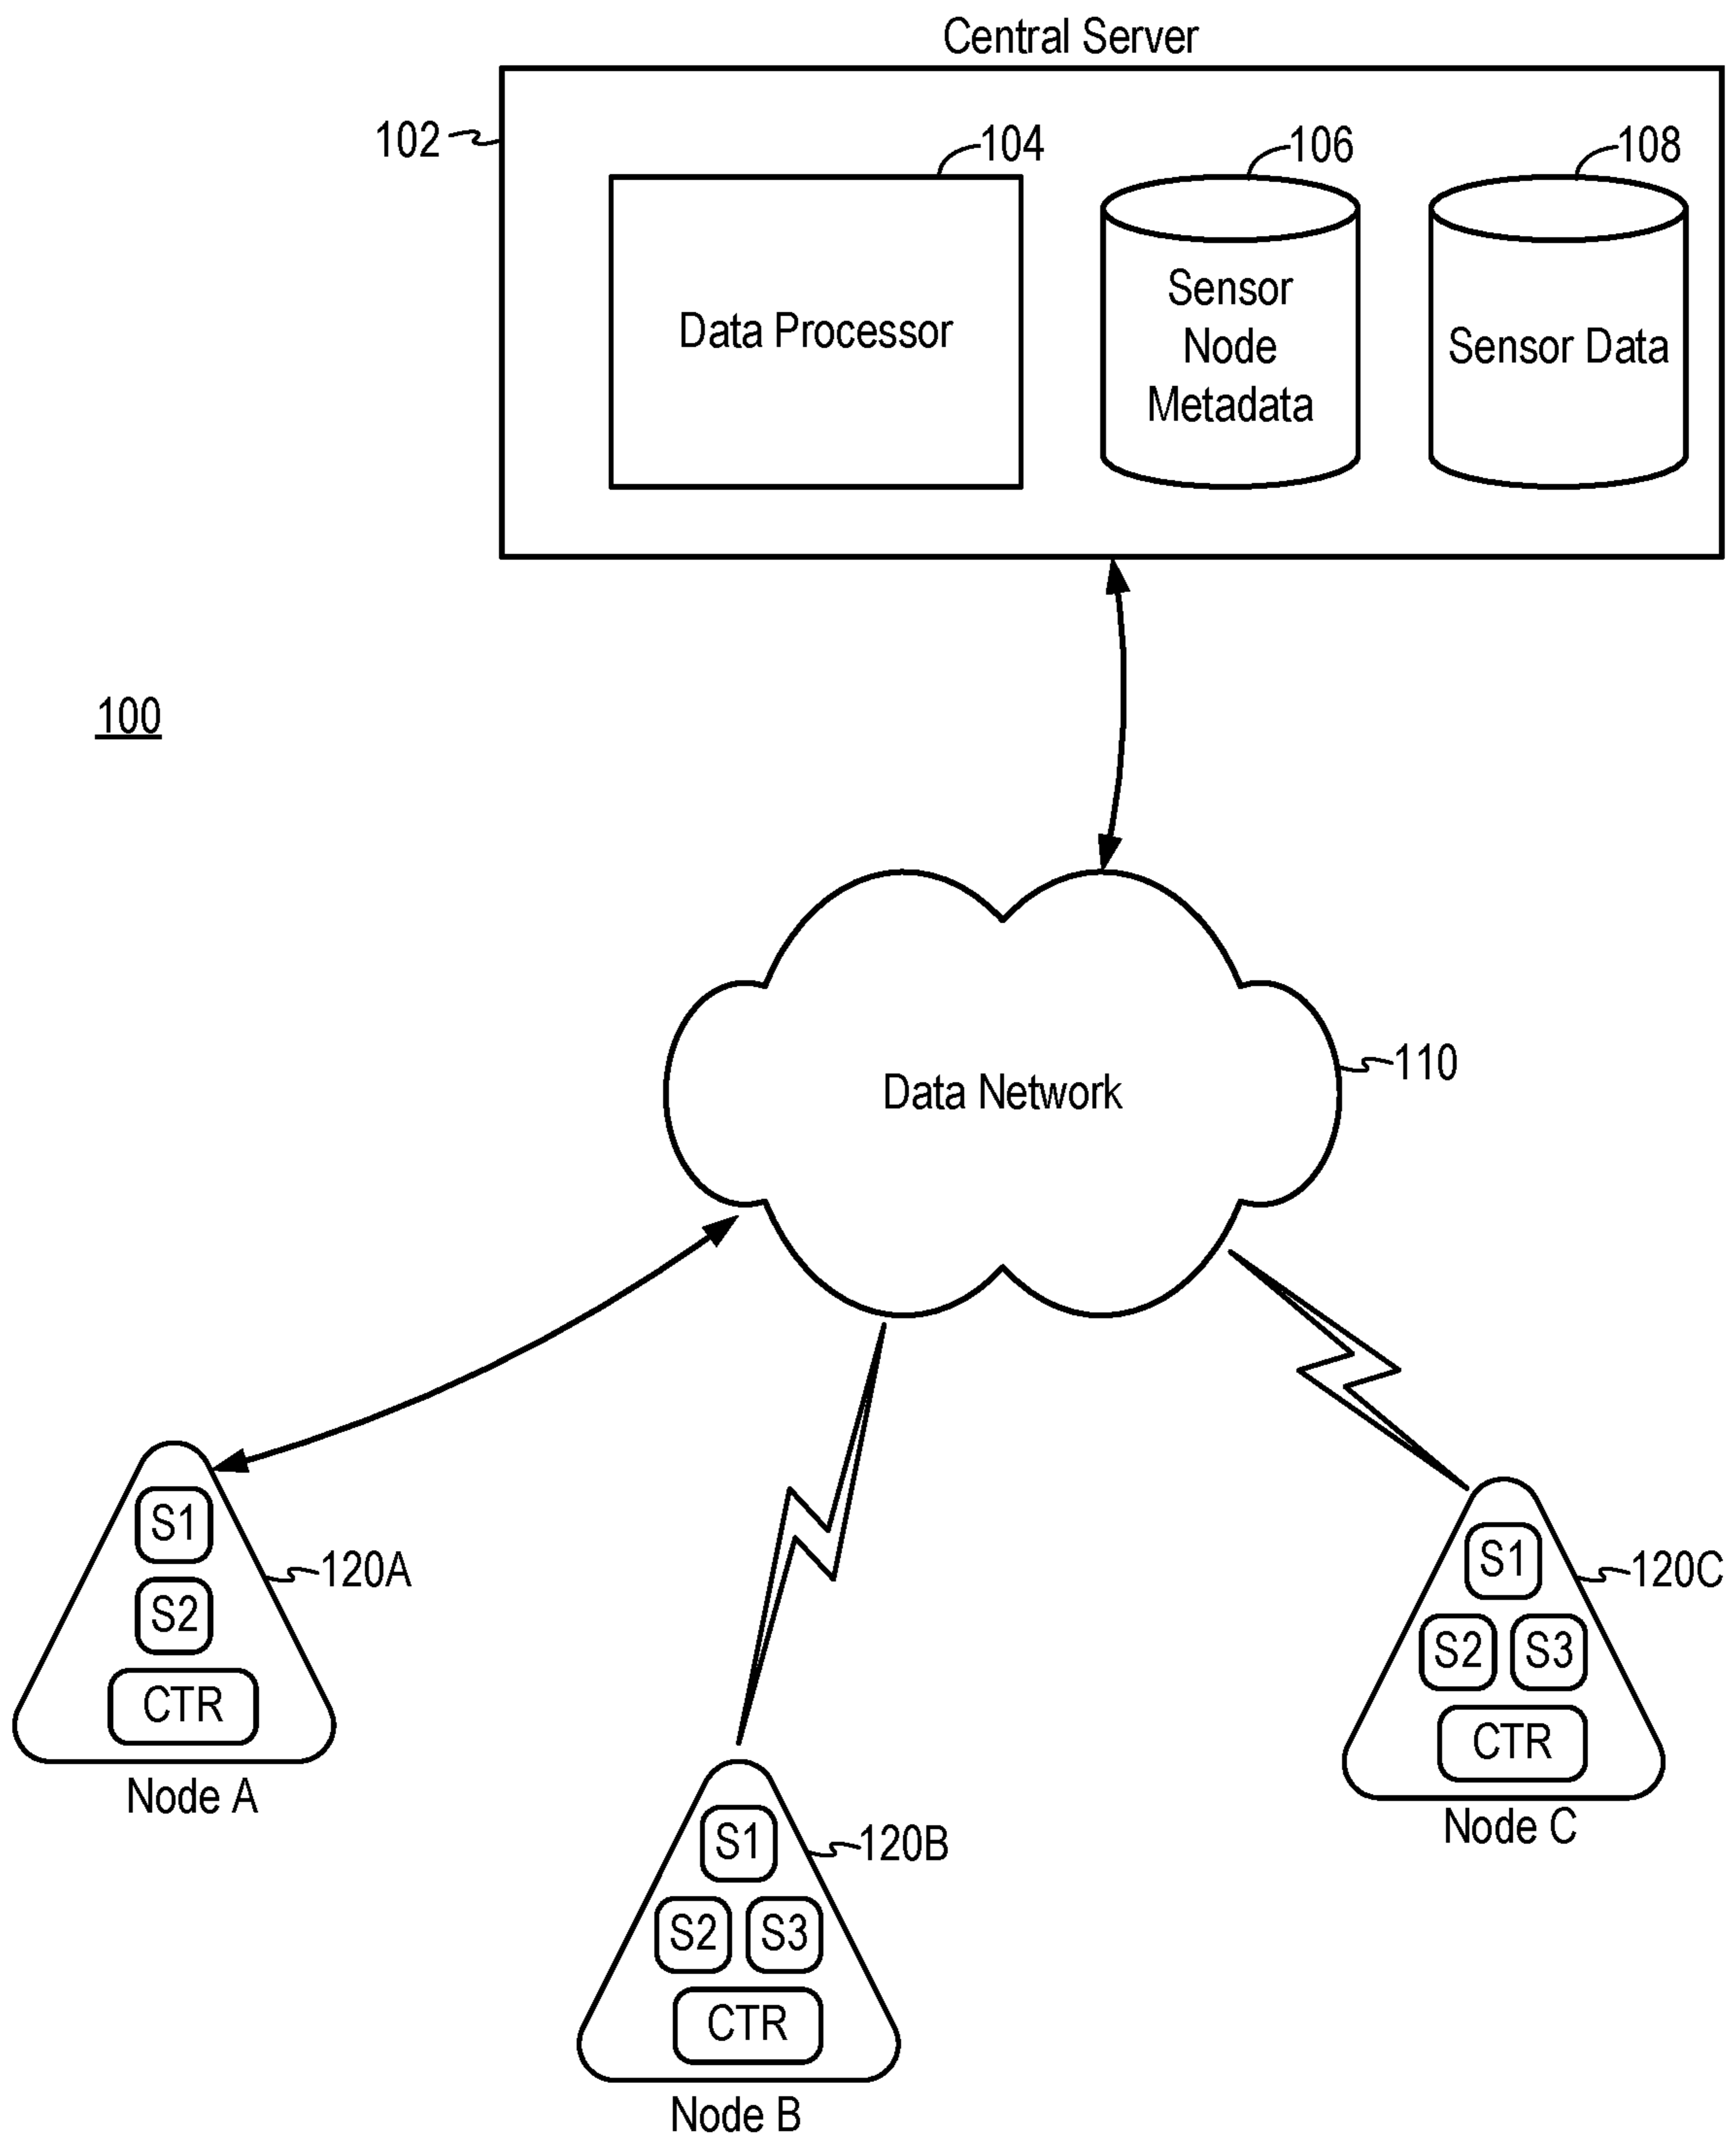 Central Server
102
104
106
108
Data Processor
Sensor
Node
Metadata
Sensor Data
100
110
Data Network
S1
S2
CTR
120A
Node A
S1
S2 S3
CTR
120B
Node B
S1
S2 S3
CTR
120C
Node C